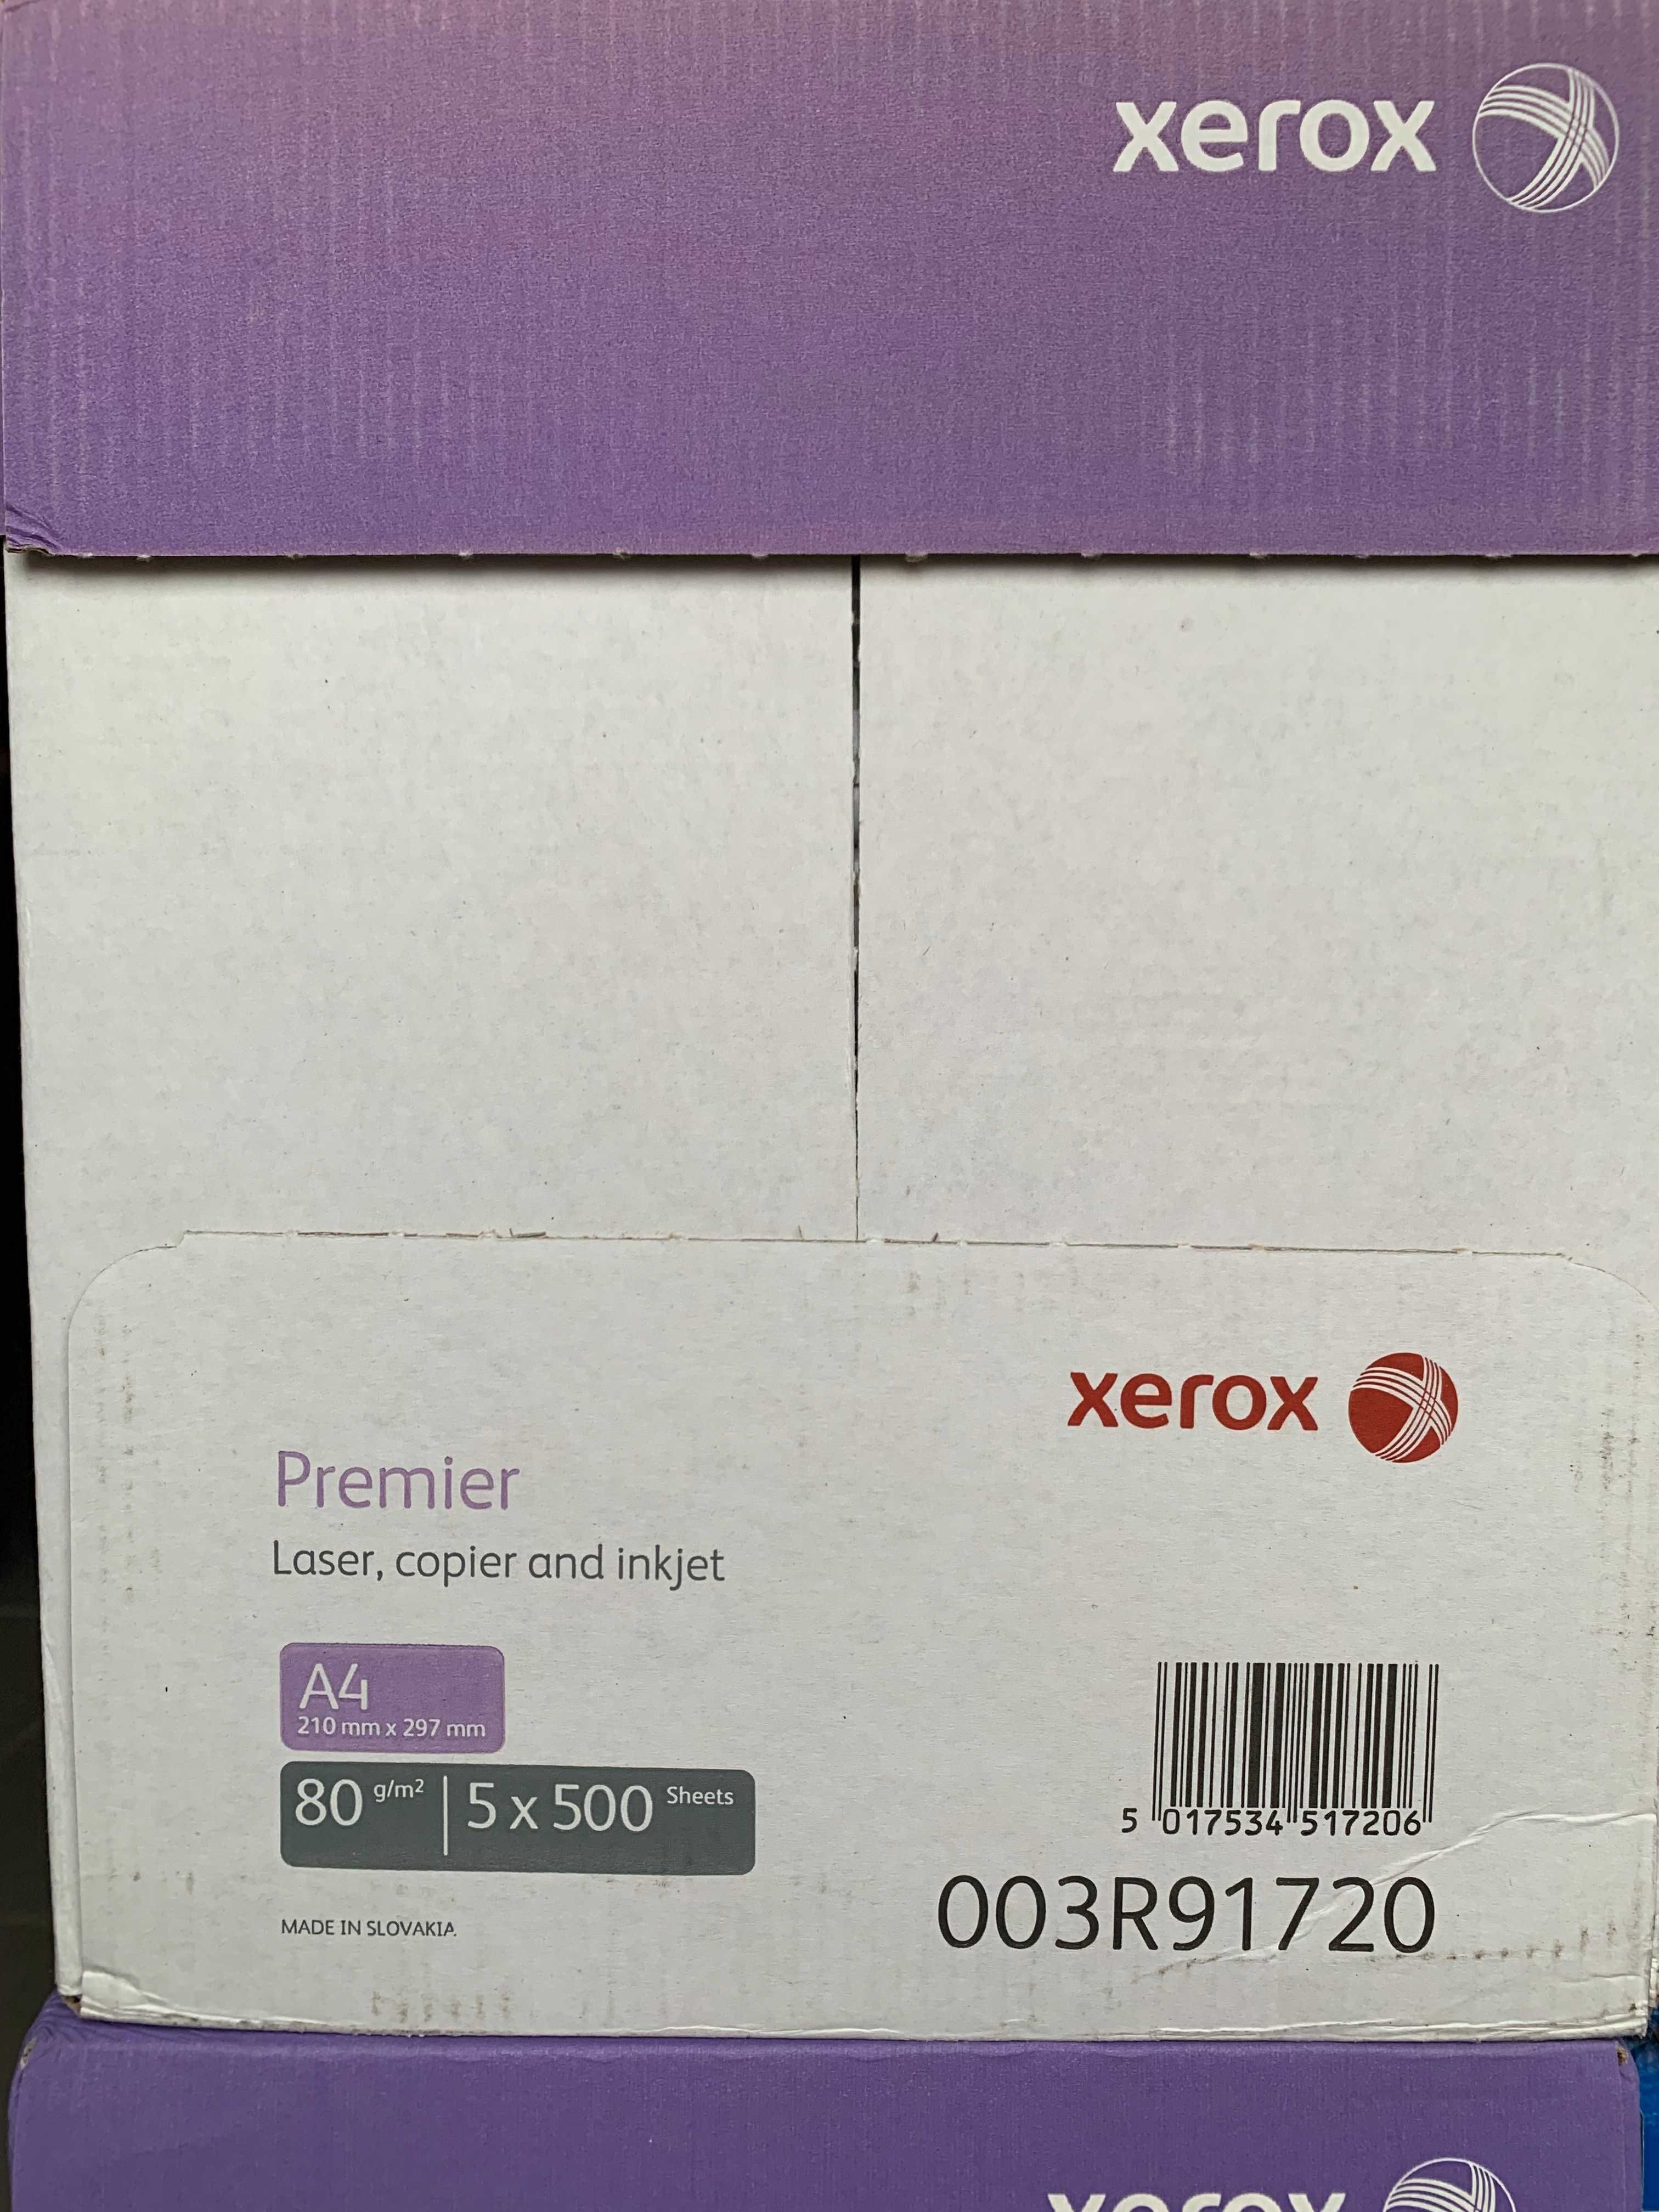 xerox
xerox
Premier
Laser, copier and inkjet
A4
210 mm x 297 mm
80 g/m² | 5 x 500 Sheets
5 017534 517206
003R91720
MADE IN SLOVAKIA
xerox